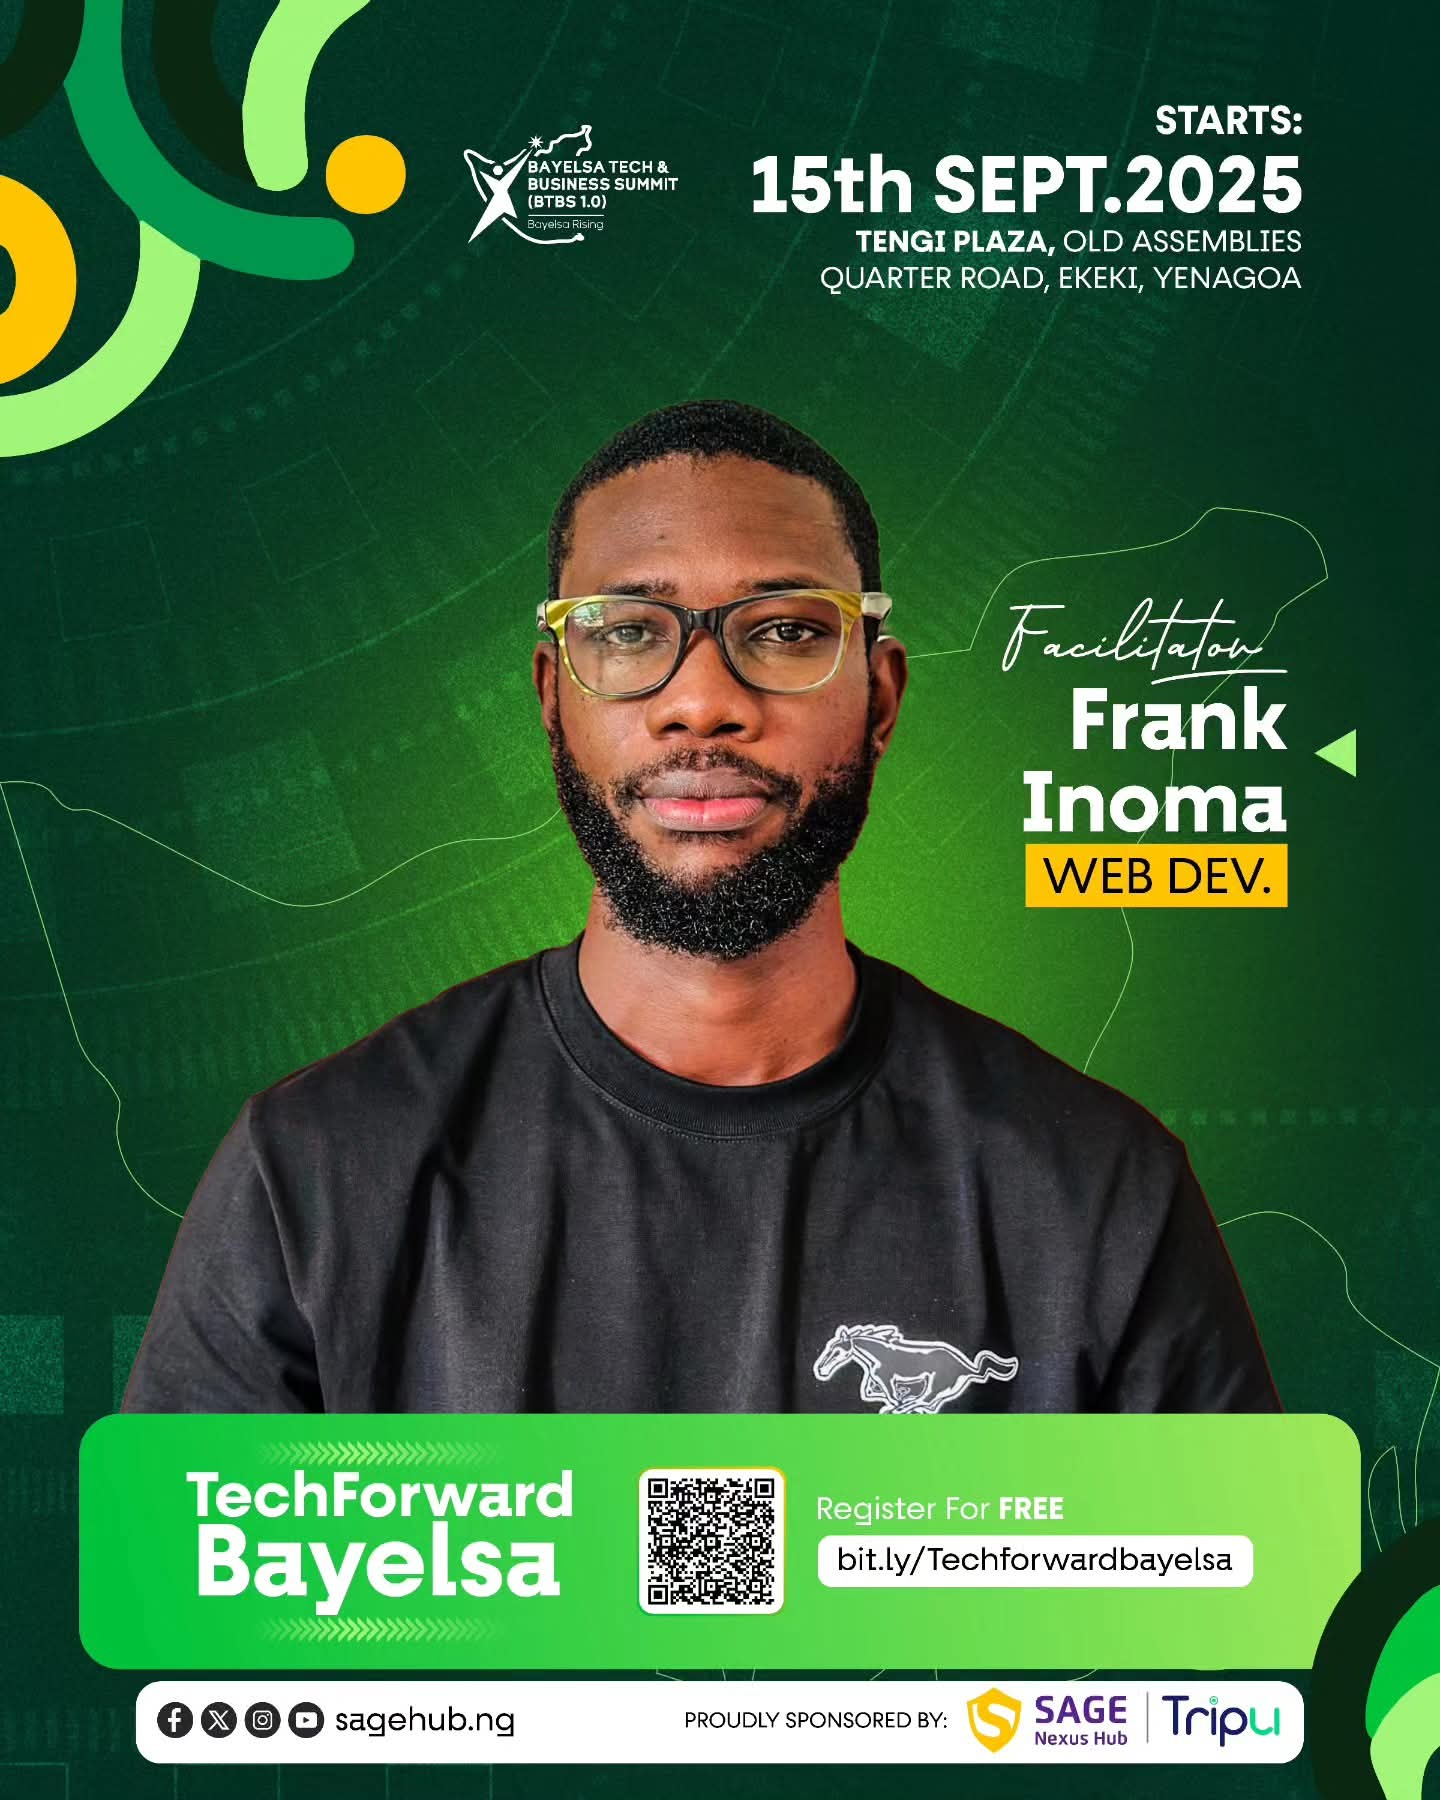 BAYELSA TECH &
BUSINESS SUMMIT
(BTBS 1.0)
Bayelsa Rising
STARTS:
15th SEPT.2025
TENGI PLAZA, OLD ASSEMBLIES
QUARTER ROAD, EKEKI, YENAGOA
Facilitator
Frank
Inoma
WEB DEV.
TechForward
Bayelsa
Register For FREE
bit.ly/Techforwardbayelsa
sagehub.ng
PROUDLY SPONSORED BY:
SAGE
Nexus Hub
Tripu